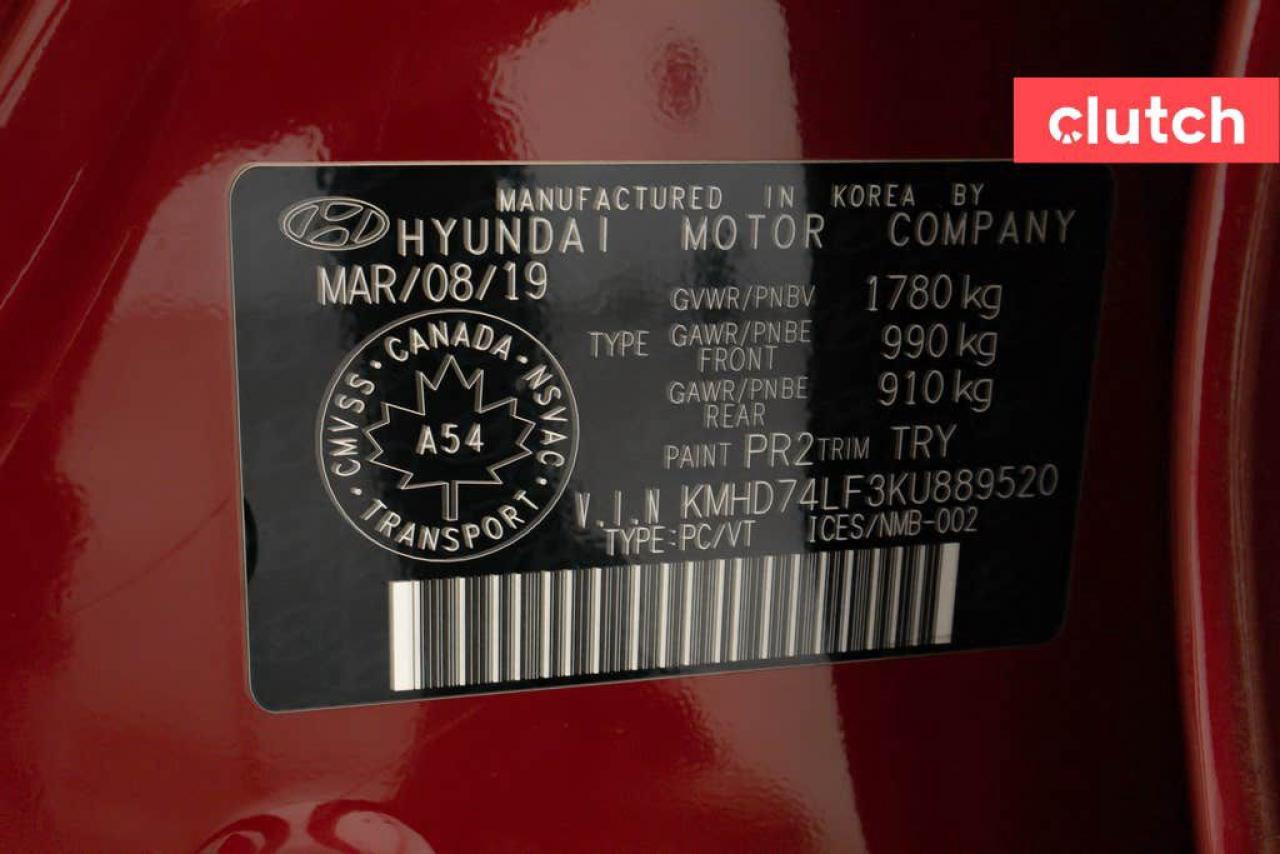 clutch
MANUFACTURED IN KOREA BY
HYUNDAI MOTOR COMPANY
MAR/08/19
GVWR/PNBV 1780 kg
TYPE GAWR/PNBE FRONT 990 kg
GAWR/PNBE REAR 910 kg
PAINT PR2 TRIM TRY
V.I.N KMHD74LF3KU889520
TYPE:PC/VT ICES/NMB-002
CANADA · NSVAC · TRANSPORT · CMVSS ·
A54